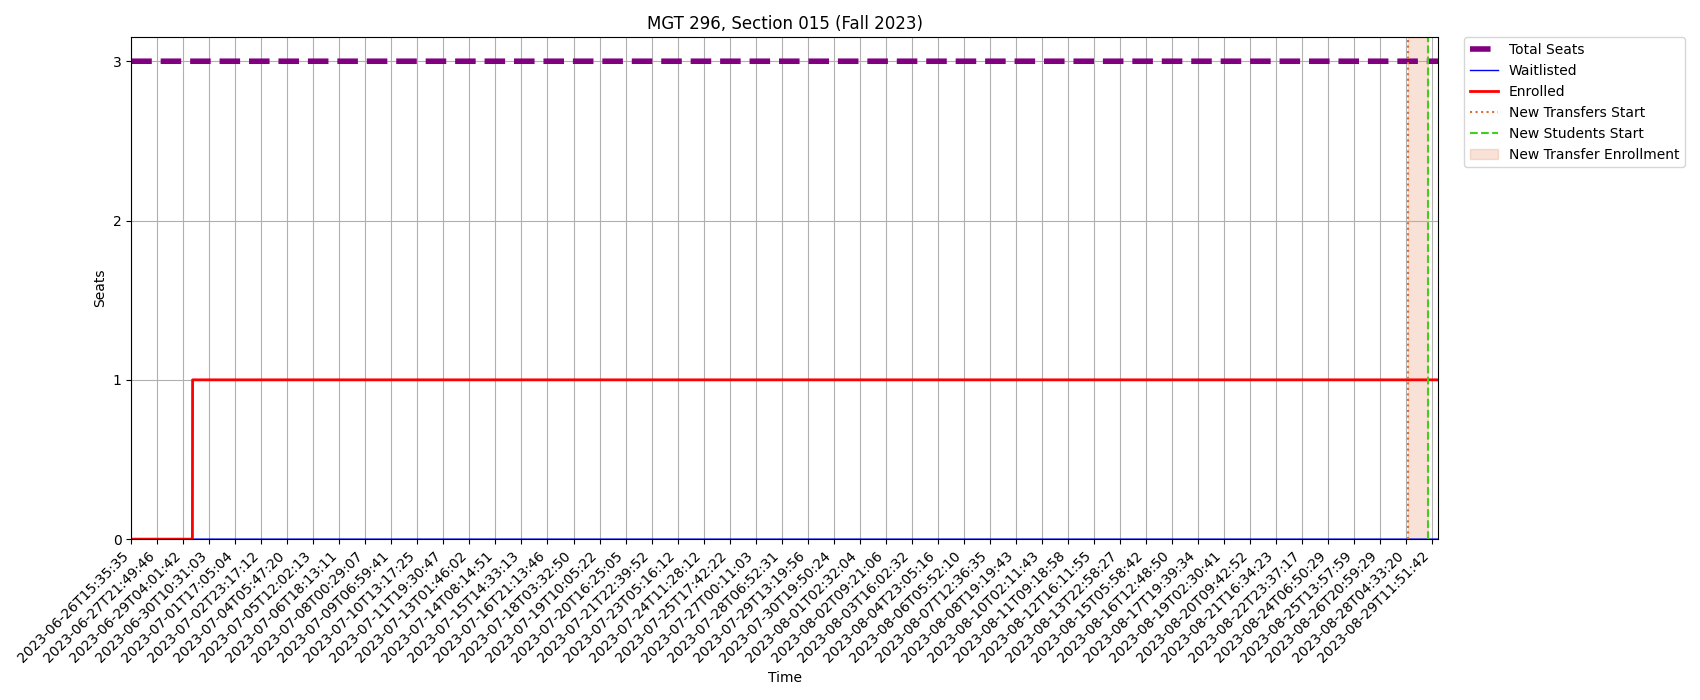 MGT 296, Section 015 (Fall 2023)
Total Seats
Waitlisted
Enrolled
New Transfers Start
New Students Start
New Transfer Enrollment
3
2
1
0
Seats
2023-06-26T15:35:35
2023-06-27T21:49:46
2023-06-29T04:01:42
2023-06-30T10:31:03
2023-07-01T17:05:04
2023-07-02T23:17:12
2023-07-04T05:47:20
2023-07-05T12:02:13
2023-07-06T18:13:11
2023-07-08T00:29:07
2023-07-09T06:59:41
2023-07-10T13:17:25
2023-07-11T19:30:47
2023-07-13T01:46:02
2023-07-14T08:14:51
2023-07-15T14:33:13
2023-07-16T21:13:46
2023-07-18T03:32:50
2023-07-19T10:05:22
2023-07-20T16:25:05
2023-07-21T22:39:52
2023-07-23T05:16:12
2023-07-24T11:28:12
2023-07-25T17:42:22
2023-07-27T00:11:03
2023-07-28T06:52:31
2023-07-29T13:19:56
2023-07-30T19:50:24
2023-08-01T02:32:04
2023-08-02T09:21:06
2023-08-03T16:02:32
2023-08-04T23:05:16
2023-08-06T05:52:10
2023-08-07T12:36:35
2023-08-08T19:19:43
2023-08-10T02:11:43
2023-08-11T09:18:58
2023-08-12T16:11:55
2023-08-13T22:58:27
2023-08-15T05:58:42
2023-08-16T12:48:50
2023-08-17T19:39:34
2023-08-19T02:30:41
2023-08-20T09:42:52
2023-08-21T16:34:23
2023-08-22T23:37:17
2023-08-24T06:50:29
2023-08-25T13:57:59
2023-08-26T20:59:29
2023-08-28T04:33:20
2023-08-29T11:51:42
Time